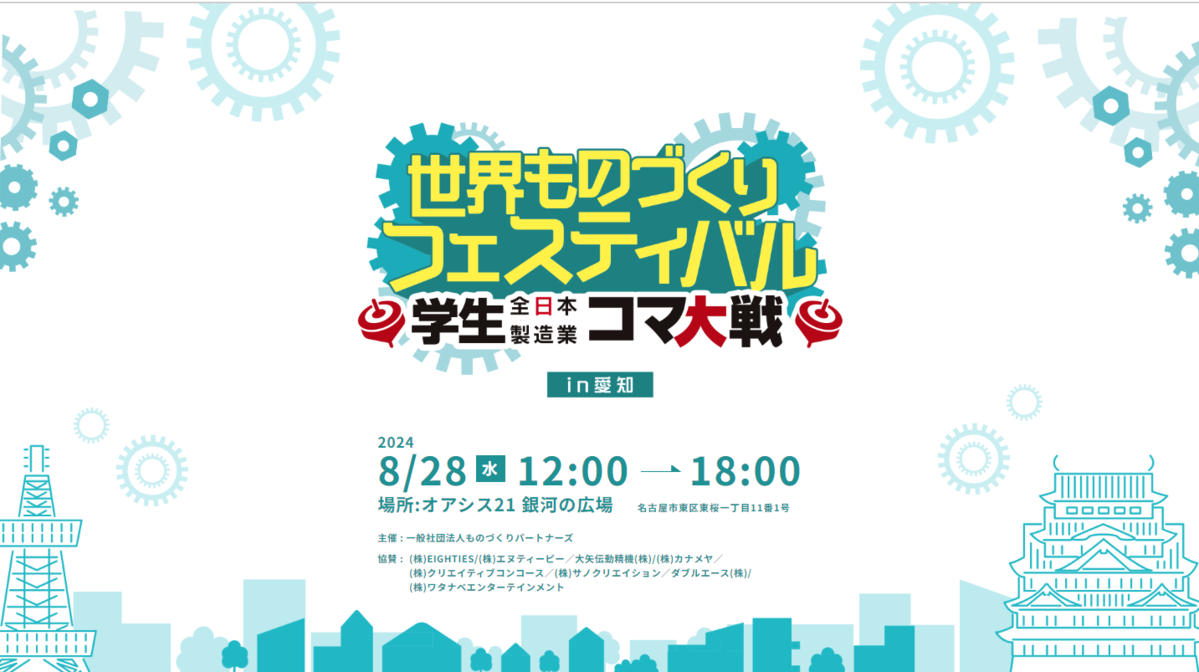 世界ものづくり
フェスティバル
学生 全日本製造業 コマ大戦
in愛知
2024
8/28 水 12:00 → 18:00
場所:オアシス21 銀河の広場 名古屋市東区東桜一丁目11番1号
主催：一般社団法人ものづくりパートナーズ
協賛： (株)EIGHTIES/(株)エヌティーピー／大矢伝動精機(株)/(株)カナメヤ／
(株)クリエイティブコンコース／(株)サノクリエイション／ダブルエース(株)/
(株)ワタナベエンターテインメント